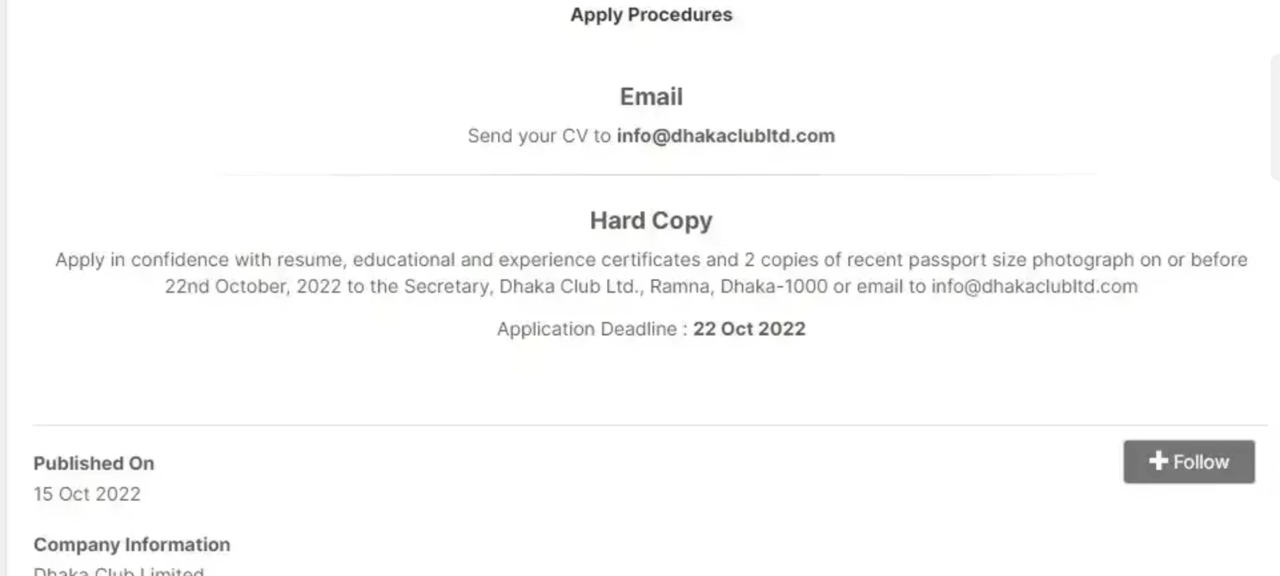 Apply Procedures
Email
Send your CV to info@dhakaclubltd.com
Hard Copy
Apply in confidence with resume, educational and experience certificates and 2 copies of recent passport size photograph on or before
22nd October, 2022 to the Secretary, Dhaka Club Ltd., Ramna, Dhaka-1000 or email to info@dhakaclubltd.com
Application Deadline : 22 Oct 2022
Published On
Follow
15 Oct 2022
Company Information
Dhaka Club Limited